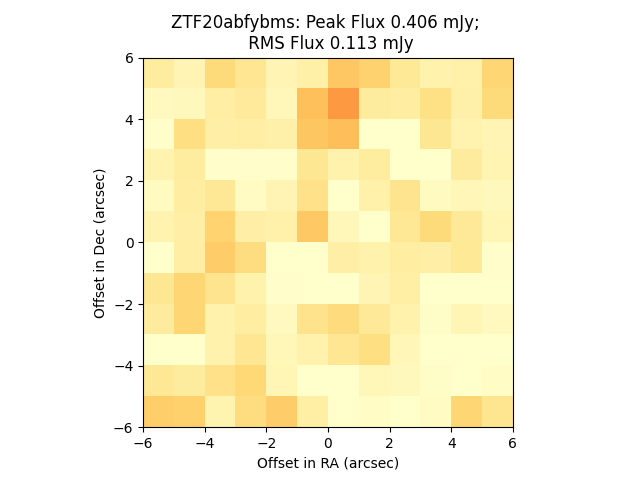 ZTF20abfybms: Peak Flux 0.406 mJy;
RMS Flux 0.113 mJy
6
4
2
0
−2
−4
−6
Offset in Dec (arcsec)
−6 −4 −2 0 2 4 6
Offset in RA (arcsec)